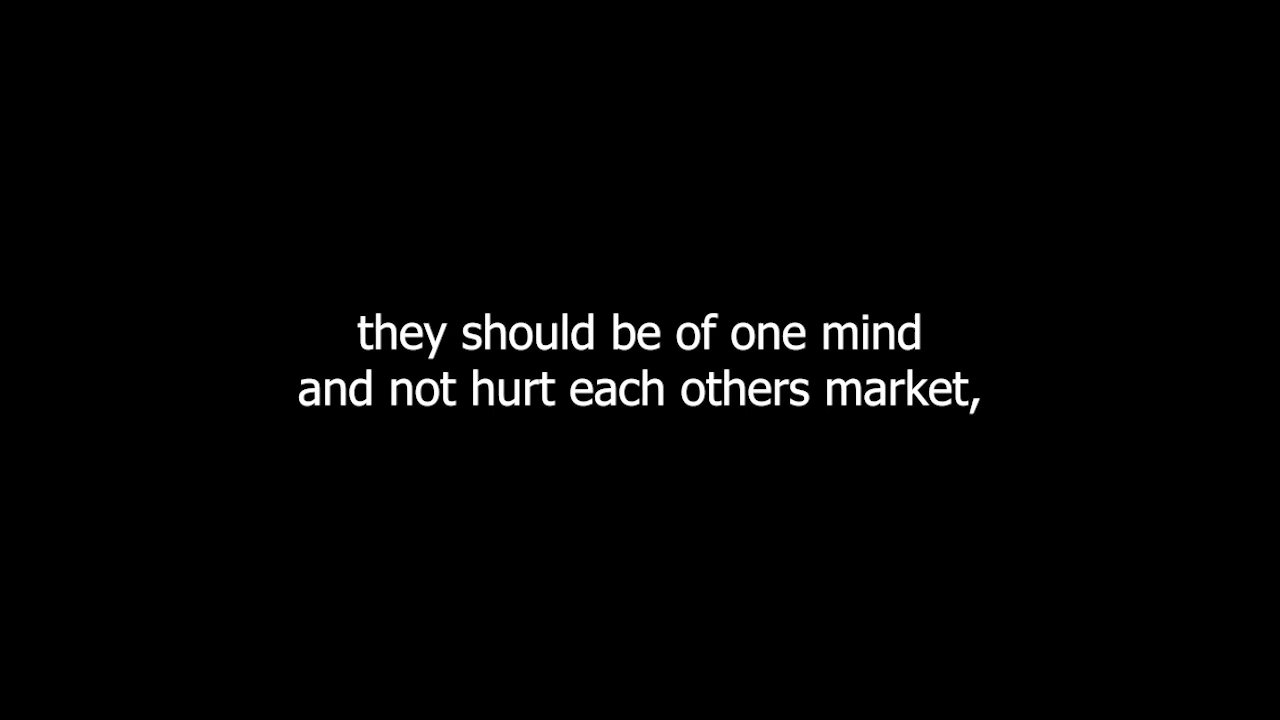 they should be of one mind
and not hurt each others market,